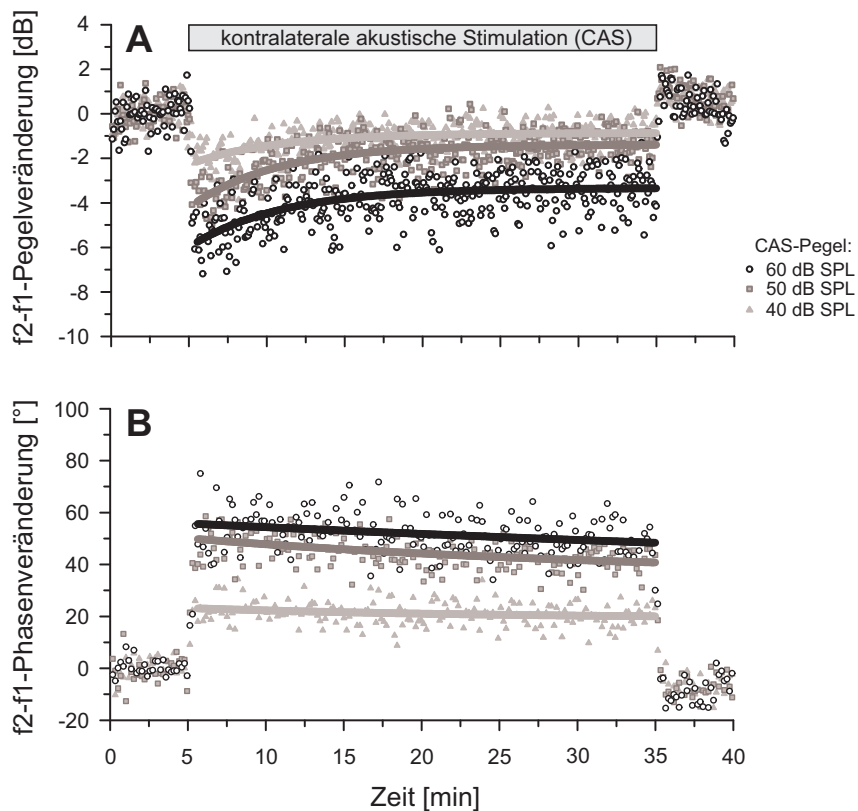 A
kontralaterale akustische Stimulation (CAS)
f2-f1-Pegelveränderung [dB]
4
2
0
-2
-4
-6
-8
-10
CAS-Pegel:
60 dB SPL
50 dB SPL
40 dB SPL
B
f2-f1-Phasenveränderung [°]
100
80
60
40
20
0
-20
0 5 10 15 20 25 30 35 40
Zeit [min]